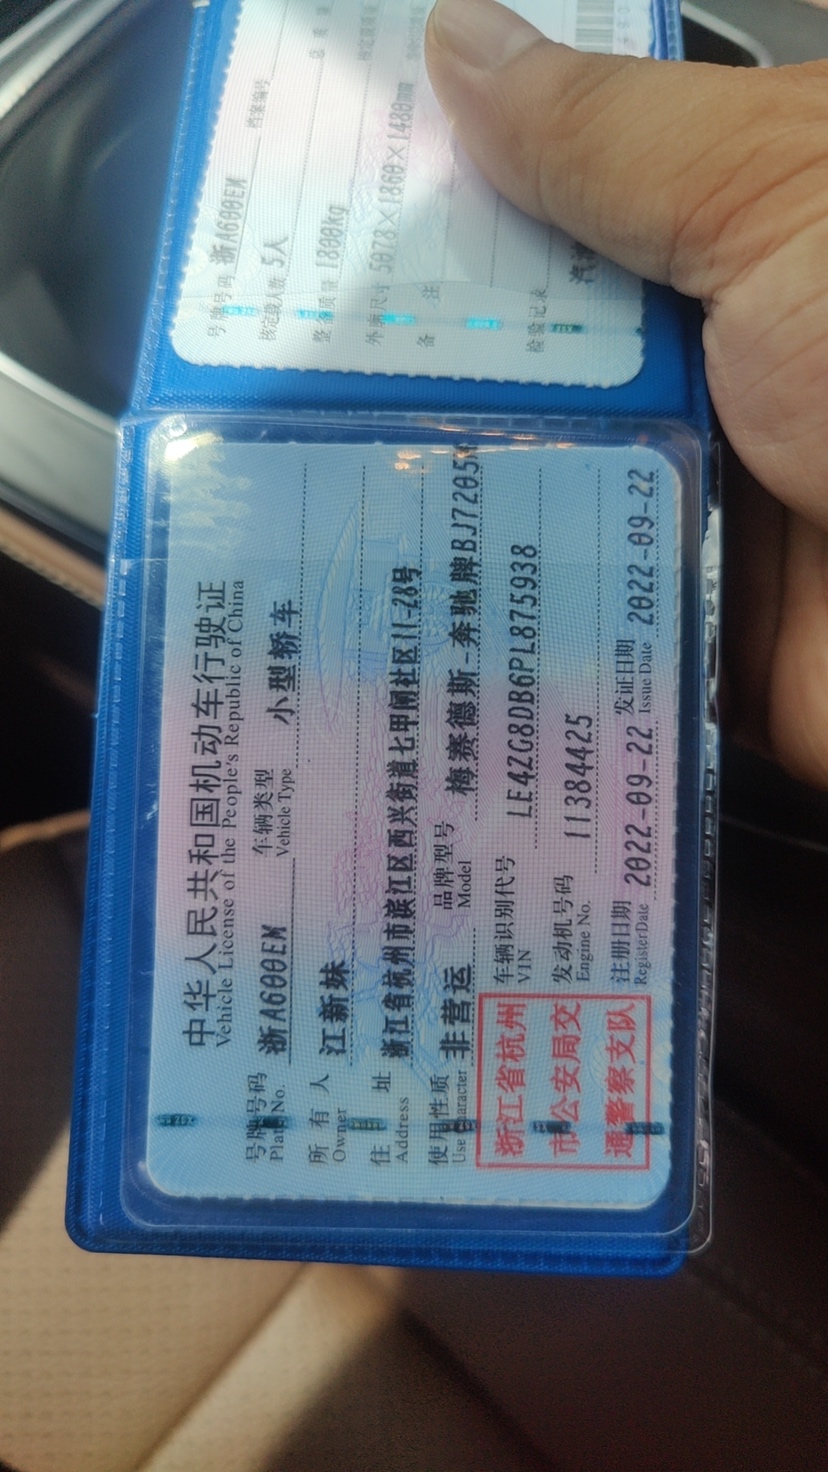 中华人民共和国机动车行驶证
Vehicle License of the People's Republic of China
号牌号码 浙A600EM 车辆类型 小型轿车
Plate No. Vehicle Type
所有人 江新妹
Owner
住址 浙江省杭州市滨江区西兴街道七甲闸社区11-28号
Address
使用性质 非营运 品牌型号 梅赛德斯-奔驰牌BJ7205
Use Character Model
浙江省杭州
市公安局交
通警察支队
车辆识别代号 LE4ZG8DB6PL875938
VIN
发动机号码 11384425
Engine No.
注册日期 2022-09-22 发证日期 2022-09-22
Register Date Issue Date
号牌号码 浙A600EM 档案编号
核定载人数 5人 总质量
整备质量 1800kg
外廓尺寸 5078×1860×1480mm
备注
检验记录